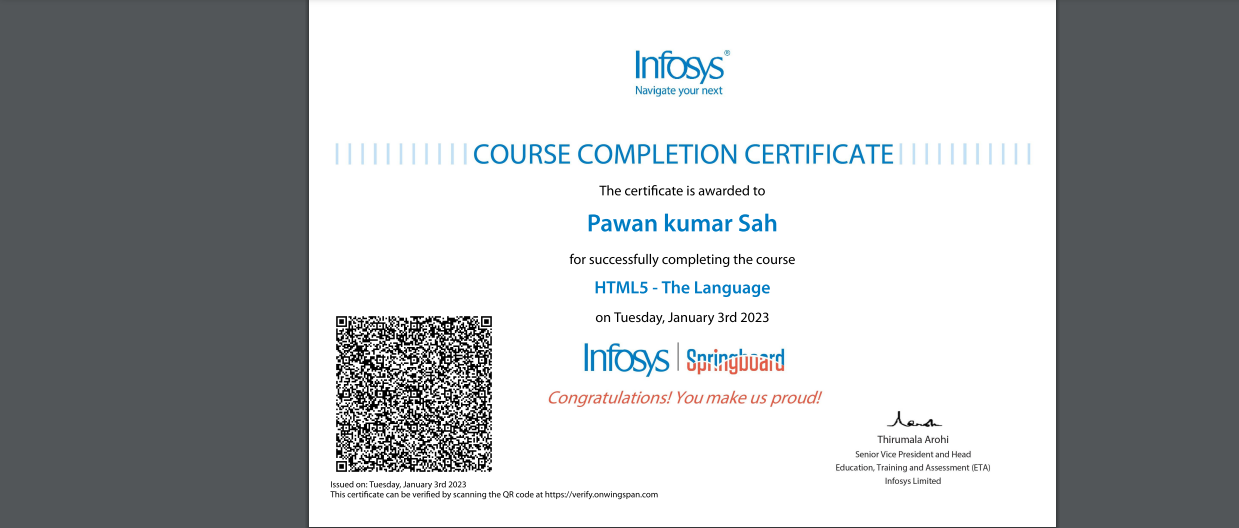 Infosys®
Navigate your next
COURSE COMPLETION CERTIFICATE
The certificate is awarded to
Pawan kumar Sah
for successfully completing the course
HTML5 - The Language
on Tuesday, January 3rd 2023
Infosys | Springboard
Congratulations! You make us proud!
Thirumala Arohi
Senior Vice President and Head
Education, Training and Assessment (ETA)
Infosys Limited
Issued on: Tuesday, January 3rd 2023
This certificate can be verified by scanning the QR code at https://verify.onwingspan.com